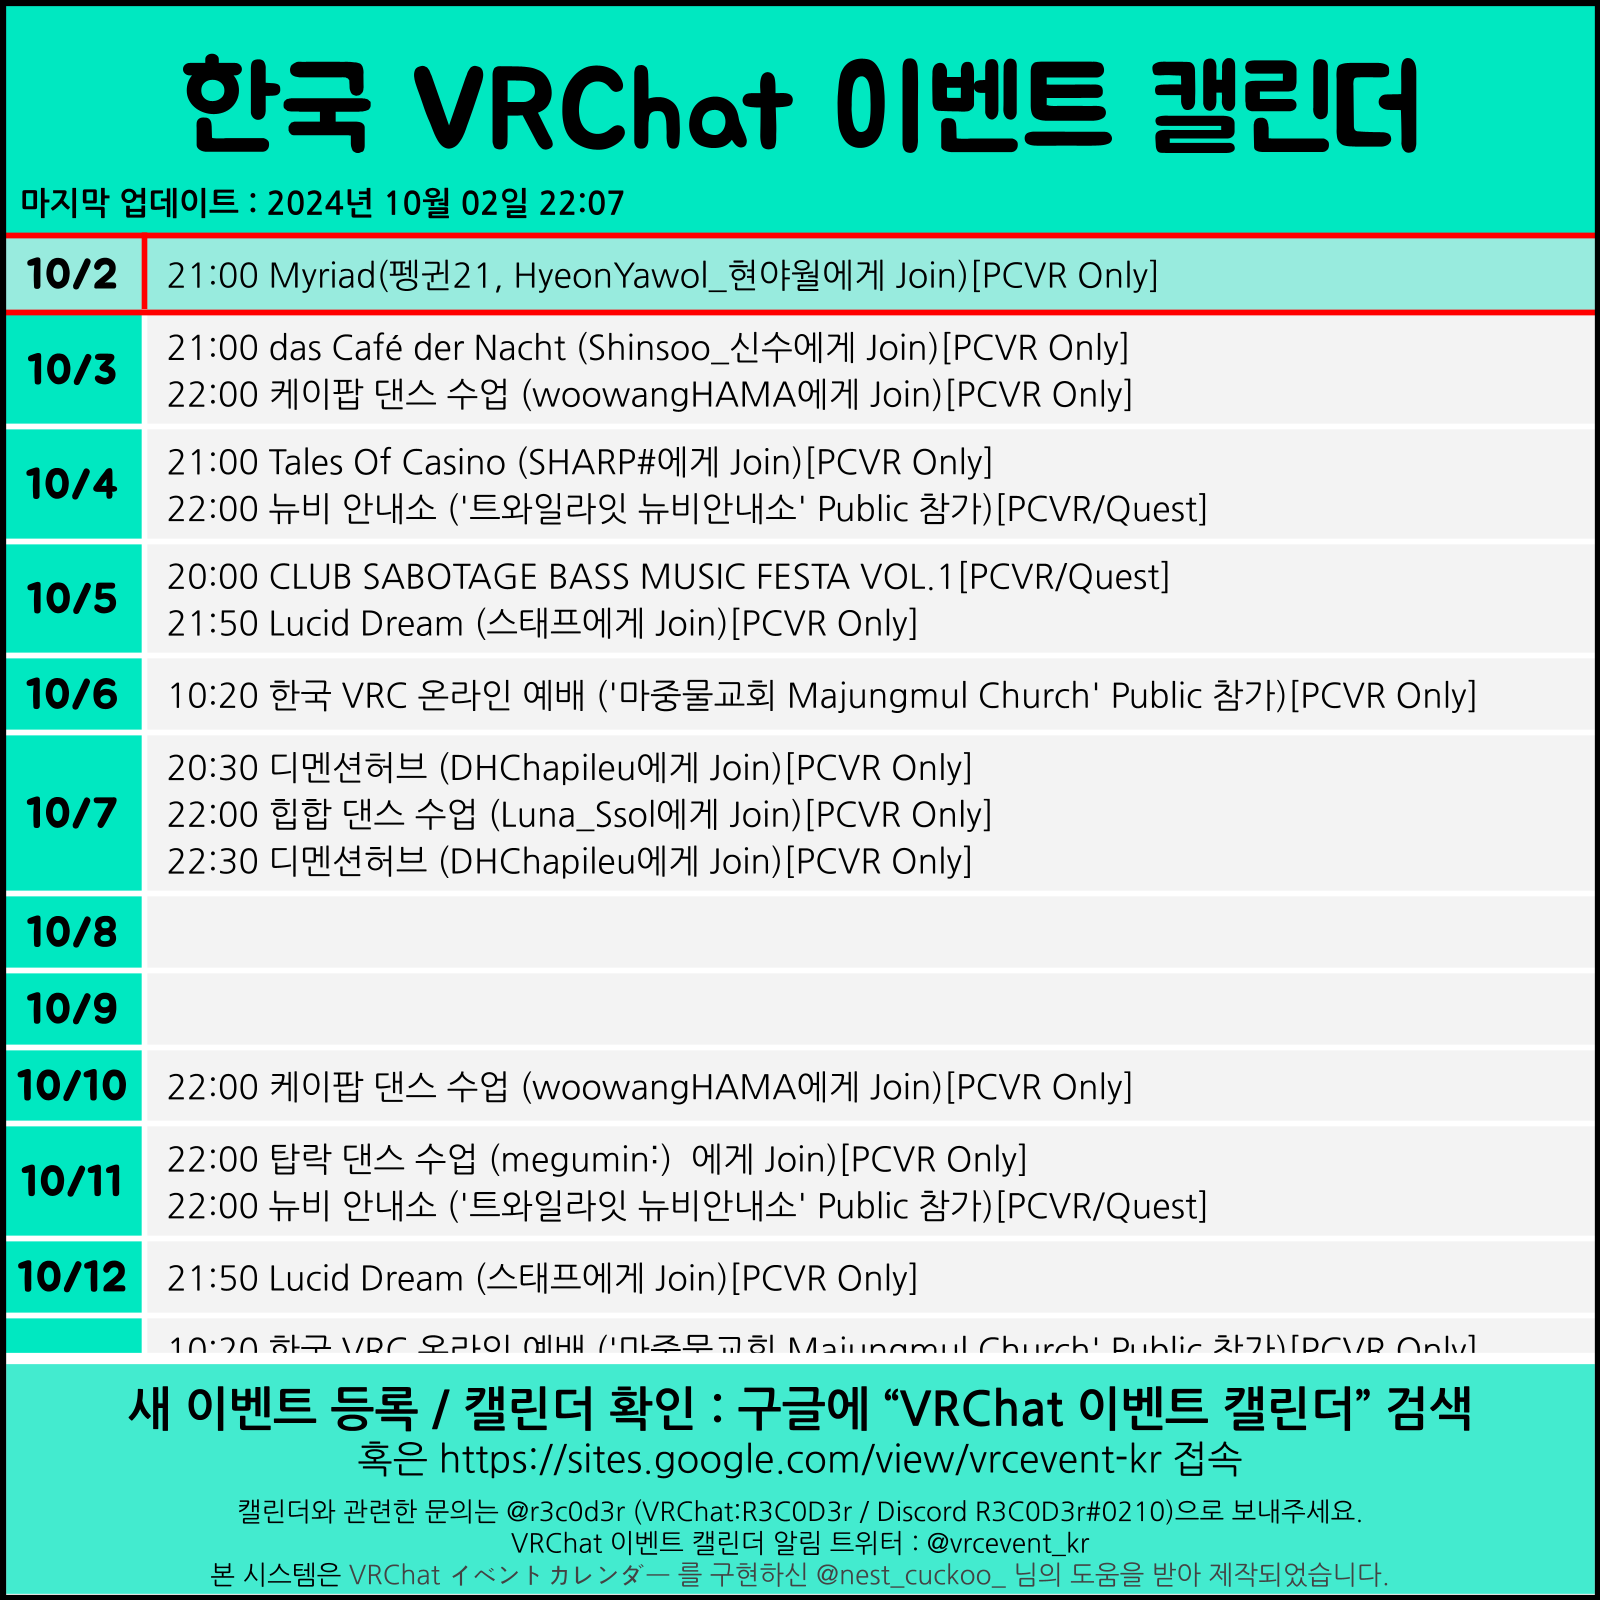 한국 VRChat 이벤트 캘린더
마지막 업데이트 : 2024년 10월 02일 22:07
10/2
21:00 Myriad(펭귄21, HyeonYawol_현야월에게 Join)[PCVR Only]
10/3
21:00 das Café der Nacht (Shinsoo_신수에게 Join)[PCVR Only]
22:00 케이팝 댄스 수업 (woowangHAMA에게 Join)[PCVR Only]
10/4
21:00 Tales Of Casino (SHARP#에게 Join)[PCVR Only]
22:00 뉴비 안내소 ('트와일라잇 뉴비안내소' Public 참가)[PCVR/Quest]
10/5
20:00 CLUB SABOTAGE BASS MUSIC FESTA VOL.1[PCVR/Quest]
21:50 Lucid Dream (스태프에게 Join)[PCVR Only]
10/6
10:20 한국 VRC 온라인 예배 ('마중물교회 Majungmul Church' Public 참가)[PCVR Only]
10/7
20:30 디멘션허브 (DHChapileu에게 Join)[PCVR Only]
22:00 힙합 댄스 수업 (Luna_Ssol에게 Join)[PCVR Only]
22:30 디멘션허브 (DHChapileu에게 Join)[PCVR Only]
10/8
10/9
10/10
22:00 케이팝 댄스 수업 (woowangHAMA에게 Join)[PCVR Only]
10/11
22:00 탑락 댄스 수업 (megumin:)  에게 Join)[PCVR Only]
22:00 뉴비 안내소 ('트와일라잇 뉴비안내소' Public 참가)[PCVR/Quest]
10/12
21:50 Lucid Dream (스태프에게 Join)[PCVR Only]
10:20 한국 VRC 온라인 예배 ('마중물교회 Majungmul Church' Public 참가)[PCVR Only]
새 이벤트 등록 / 캘린더 확인 : 구글에 “VRChat 이벤트 캘린더” 검색
혹은 https://sites.google.com/view/vrcevent-kr 접속
캘린더와 관련한 문의는 @r3c0d3r (VRChat:R3C0D3r / Discord R3C0D3r#0210)으로 보내주세요.
VRChat 이벤트 캘린더 알림 트위터 : @vrcevent_kr
본 시스템은 VRChat イベントカレンダー 를 구현하신 @nest_cuckoo_ 님의 도움을 받아 제작되었습니다.